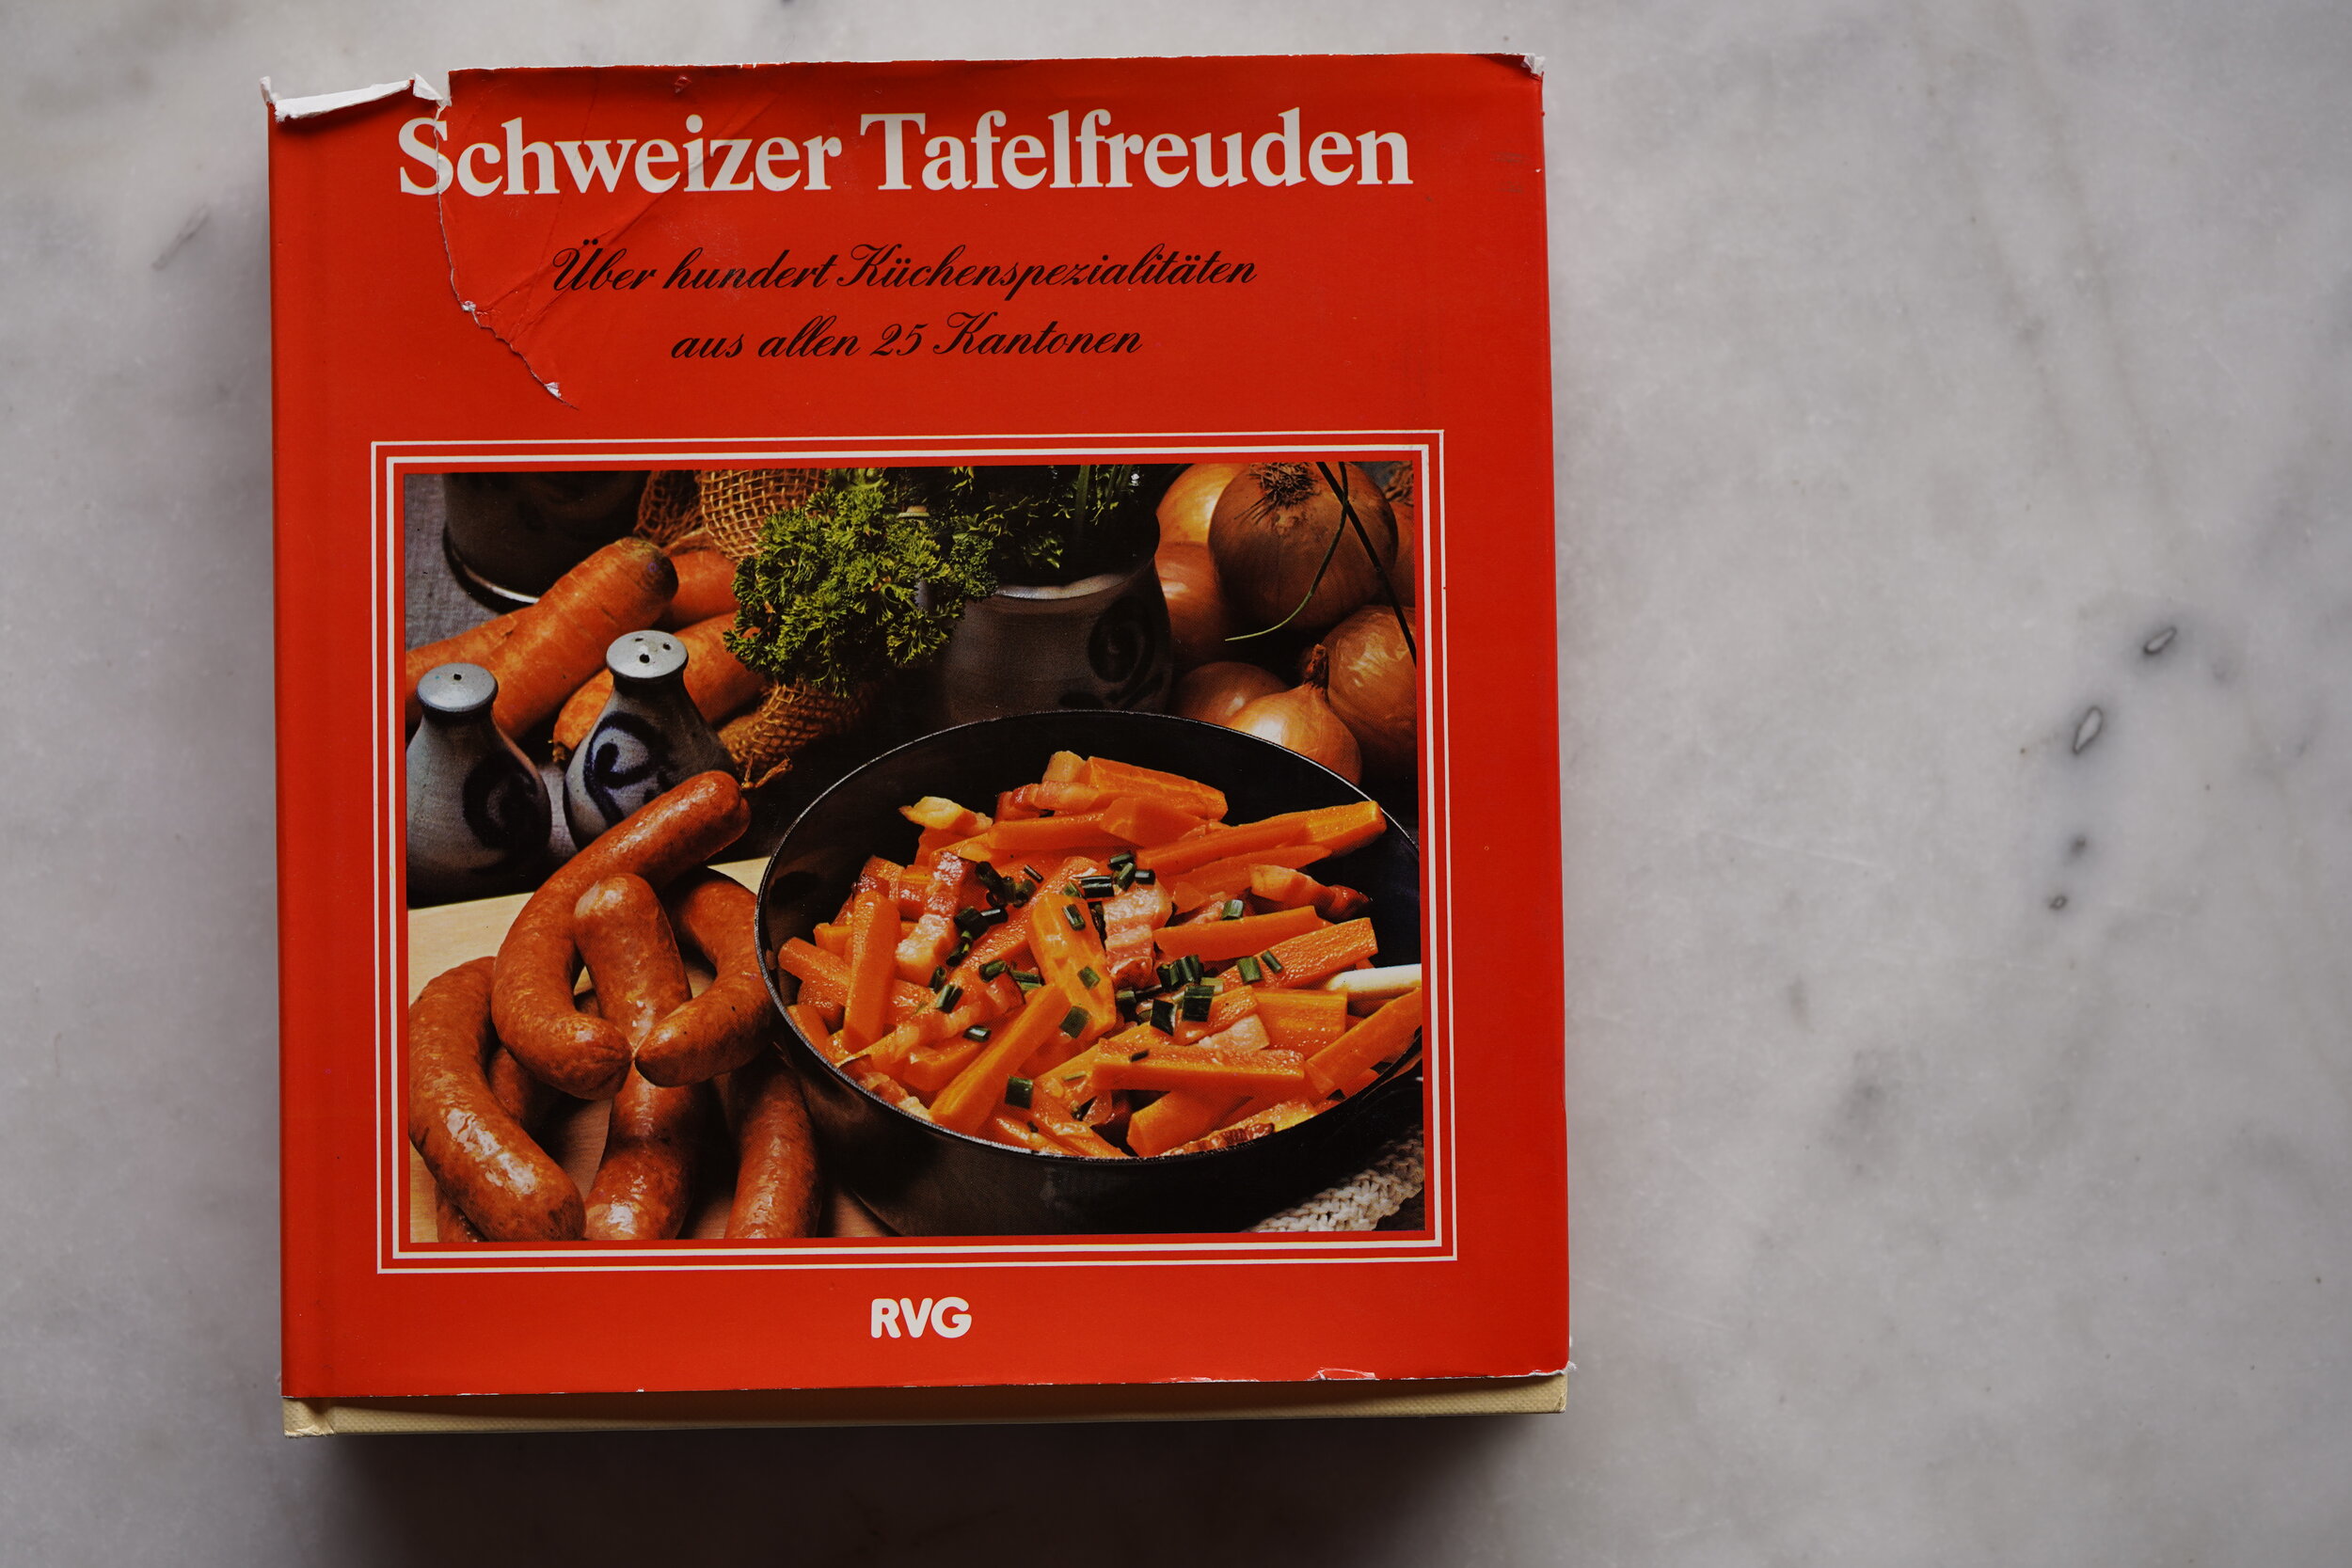 Schweizer Tafelfreuden
Über hundert Küchenspezialitäten
aus allen 25 Kantonen
RVG